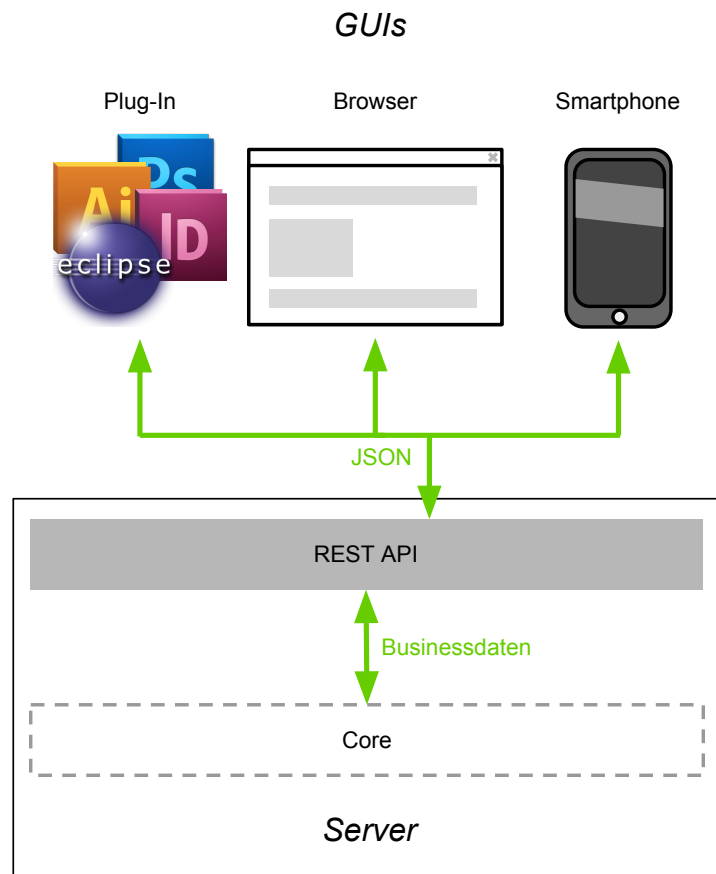 GUIs
Plug-In
Browser
Smartphone
Ps
Ai
ID
eclipse
JSON
REST API
Businessdaten
Core
Server